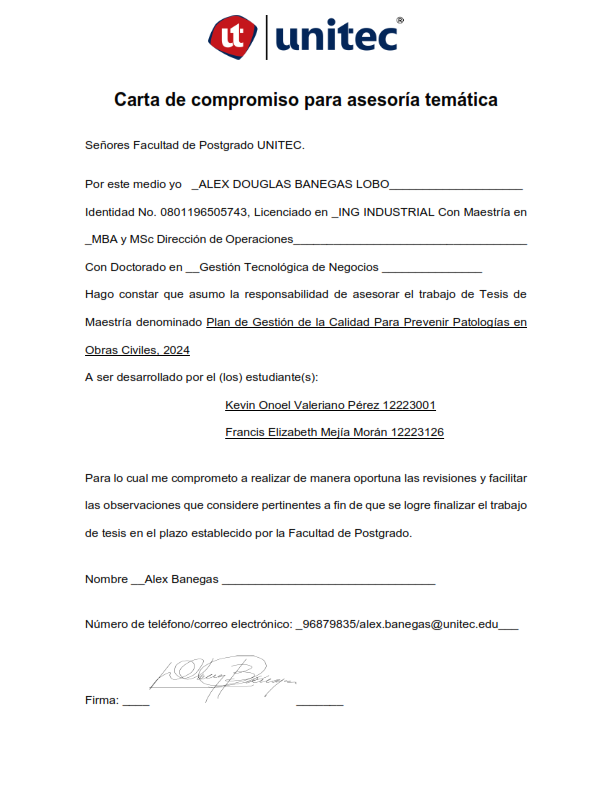 ut unitec®
Carta de compromiso para asesoría temática
Señores Facultad de Postgrado UNITEC.
Por este medio yo _ALEX DOUGLAS BANEGAS LOBO______________________
Identidad No. 0801196505743, Licenciado en _ING INDUSTRIAL Con Maestría en
_MBA y MSc Dirección de Operaciones____________________________________
Con Doctorado en __Gestión Tecnológica de Negocios ________________
Hago constar que asumo la responsabilidad de asesorar el trabajo de Tesis de
Maestría denominado Plan de Gestión de la Calidad Para Prevenir Patologías en
Obras Civiles, 2024
A ser desarrollado por el (los) estudiante(s):
Kevin Onoel Valeriano Pérez 12223001
Francis Elizabeth Mejía Morán 12223126
Para lo cual me comprometo a realizar de manera oportuna las revisiones y facilitar
las observaciones que considere pertinentes a fin de que se logre finalizar el trabajo
de tesis en el plazo establecido por la Facultad de Postgrado.
Nombre __Alex Banegas __________________________________
Número de teléfono/correo electrónico: _96879835/alex.banegas@unitec.edu___
Firma: ____ _______